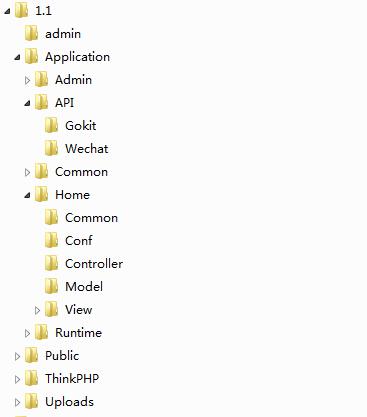 1.1
admin
Application
Admin
API
Gokit
Wechat
Common
Home
Common
Conf
Controller
Model
View
Runtime
Public
ThinkPHP
Uploads